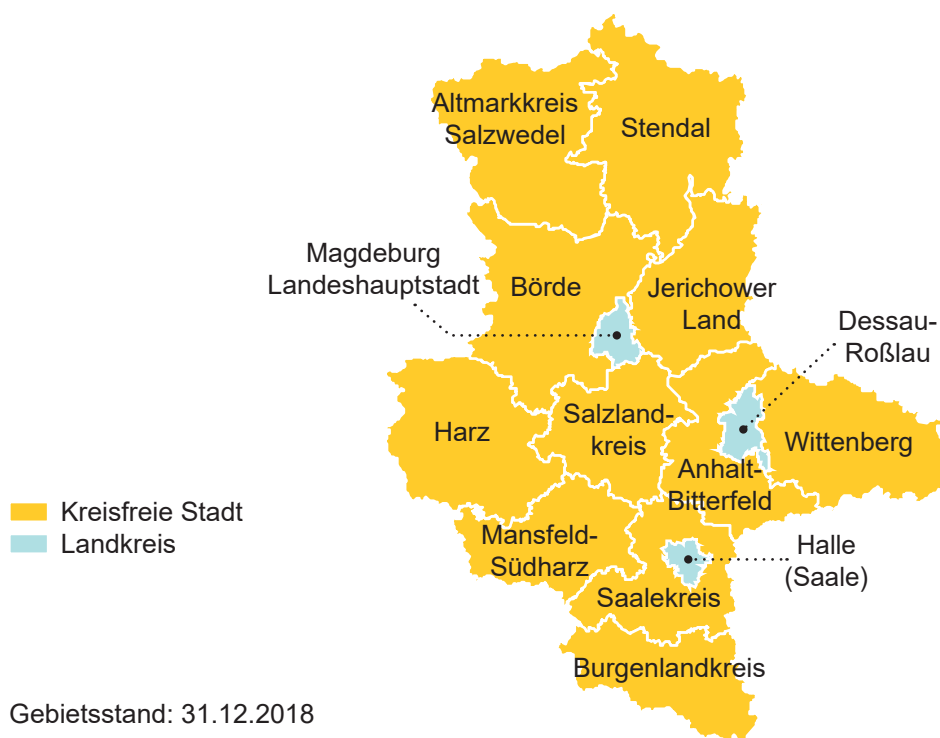 Altmarkkreis
Salzwedel
Stendal
Magdeburg
Landeshauptstadt
Börde
Jerichower
Land
Dessau-
Roßlau
Harz
Salzland-
kreis
Wittenberg
Anhalt-
Bitterfeld
Kreisfreie Stadt
Landkreis
Mansfeld-
Südharz
Halle
(Saale)
Saalekreis
Burgenlandkreis
Gebietsstand: 31.12.2018